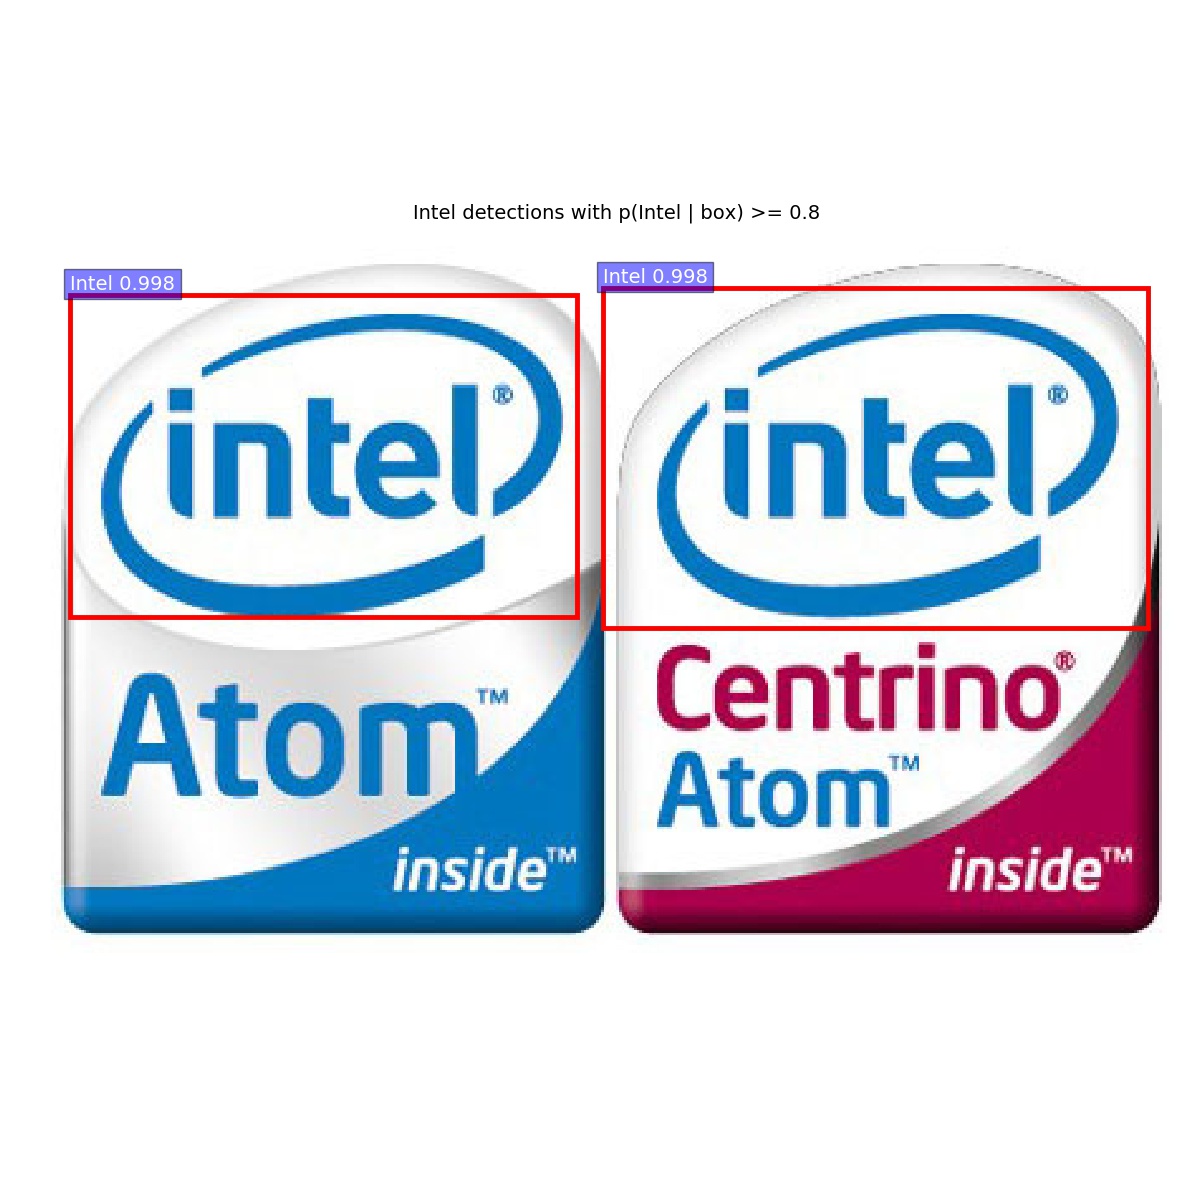 Intel detections with p(Intel | box) >= 0.8
Intel 0.998
intel®
Atom™
inside™
Intel 0.998
intel®
Centrino®
Atom™
inside™